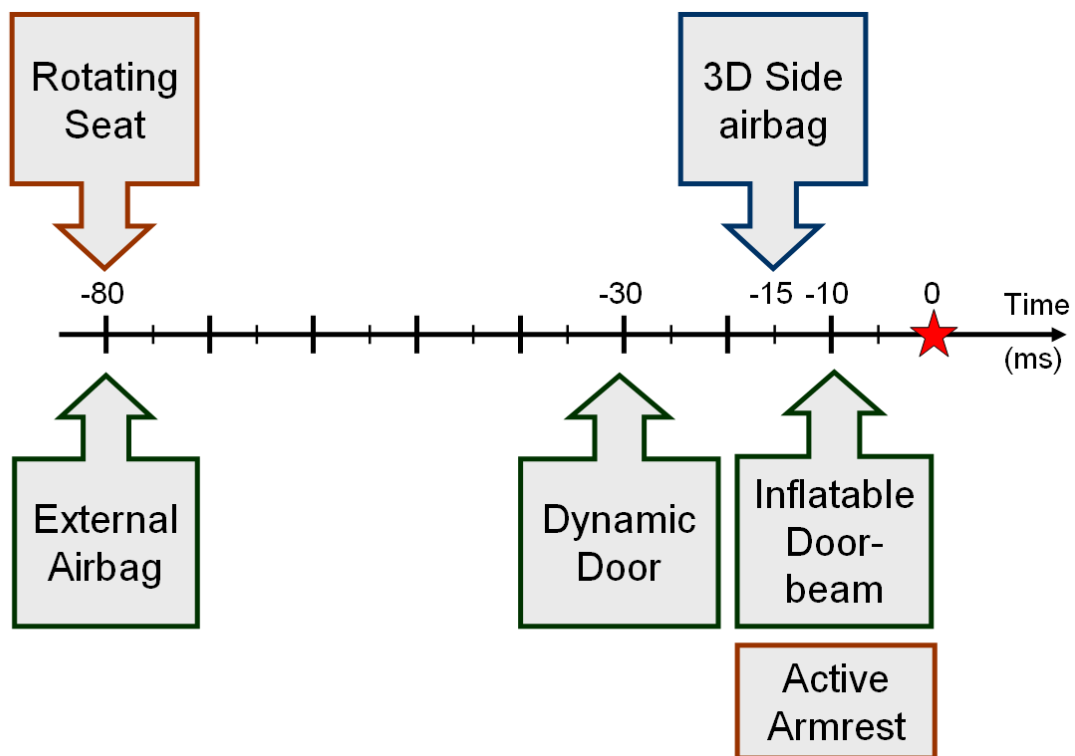 Rotating
Seat
3D Side
airbag
-80
-30
-15
-10
0
Time
(ms)
External
Airbag
Dynamic
Door
Inflatable
Door-
beam
Active
Armrest